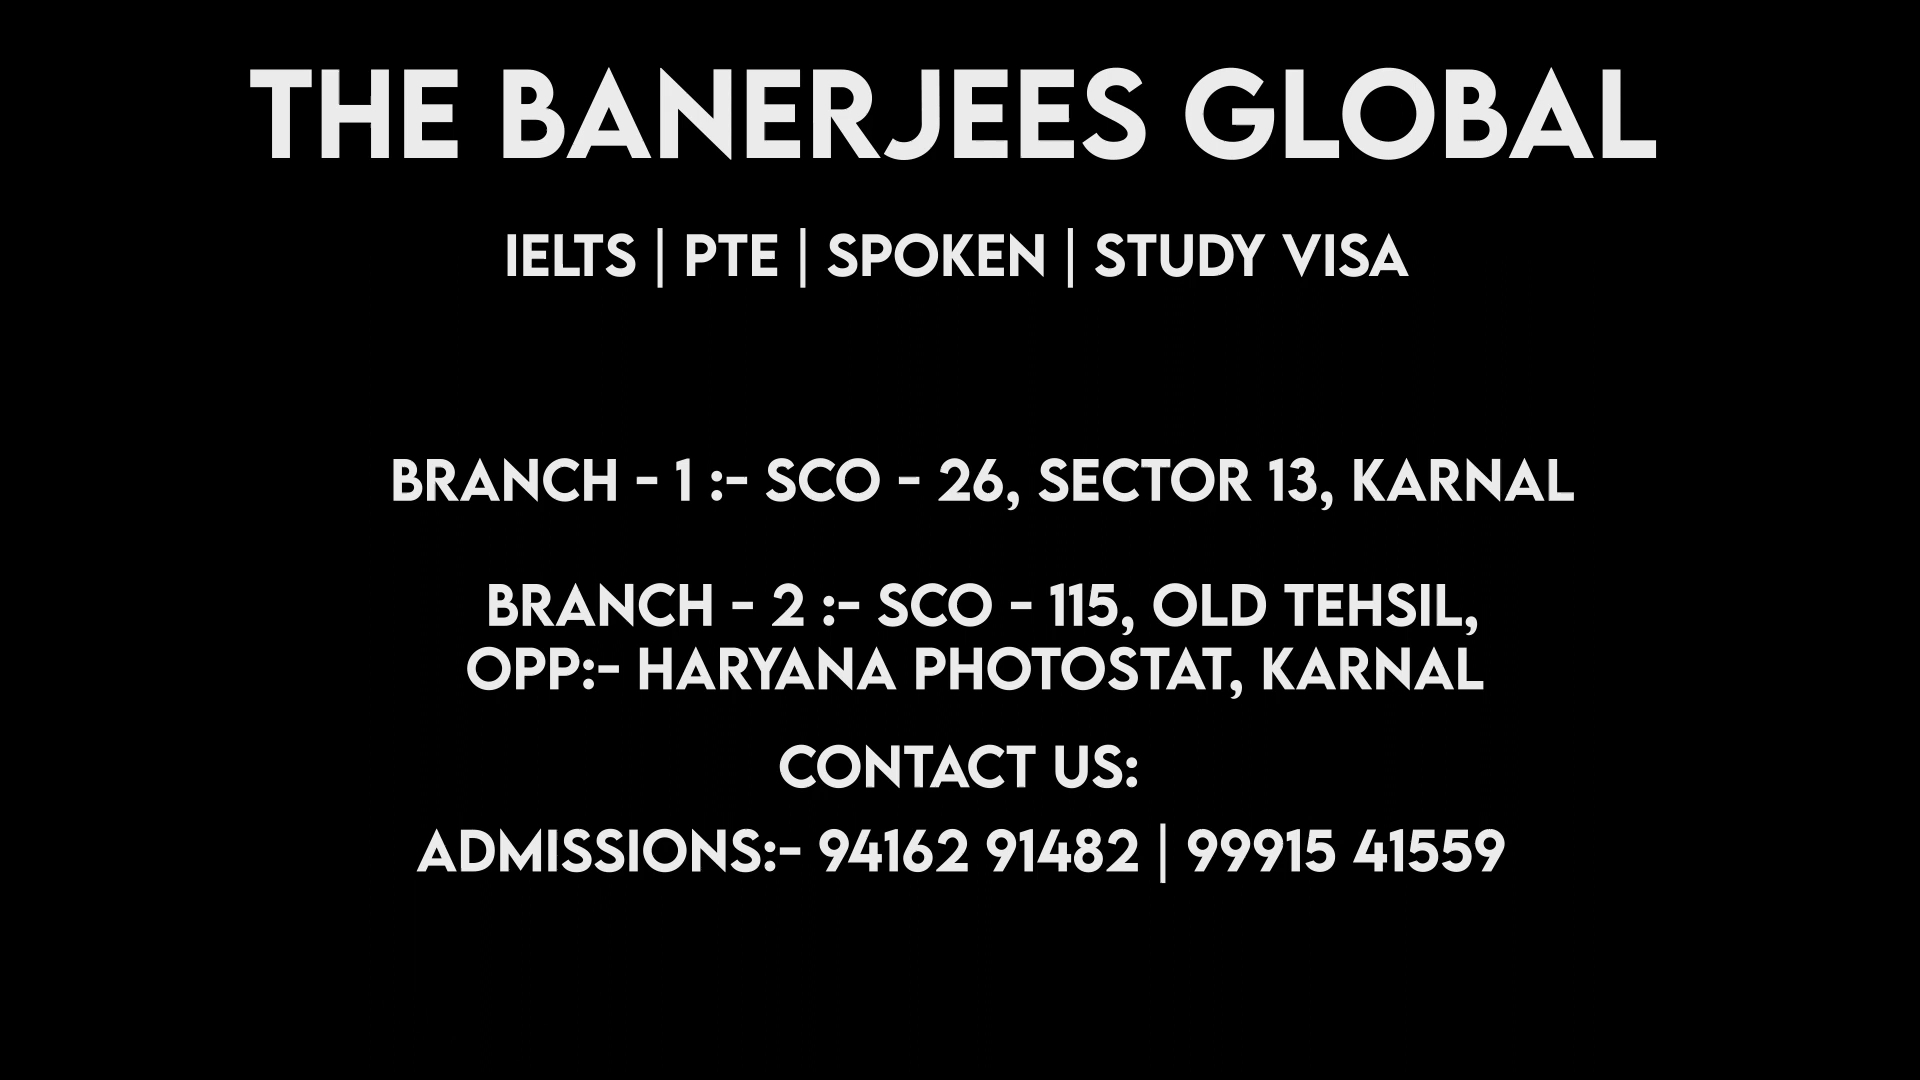 THE BANERJEES GLOBAL
IELTS | PTE | SPOKEN | STUDY VISA
BRANCH - 1 :- SCO - 26, SECTOR 13, KARNAL
BRANCH - 2 :- SCO - 115, OLD TEHSIL,
OPP:- HARYANA PHOTOSTAT, KARNAL
CONTACT US:
ADMISSIONS:- 94162 91482 | 99915 41559